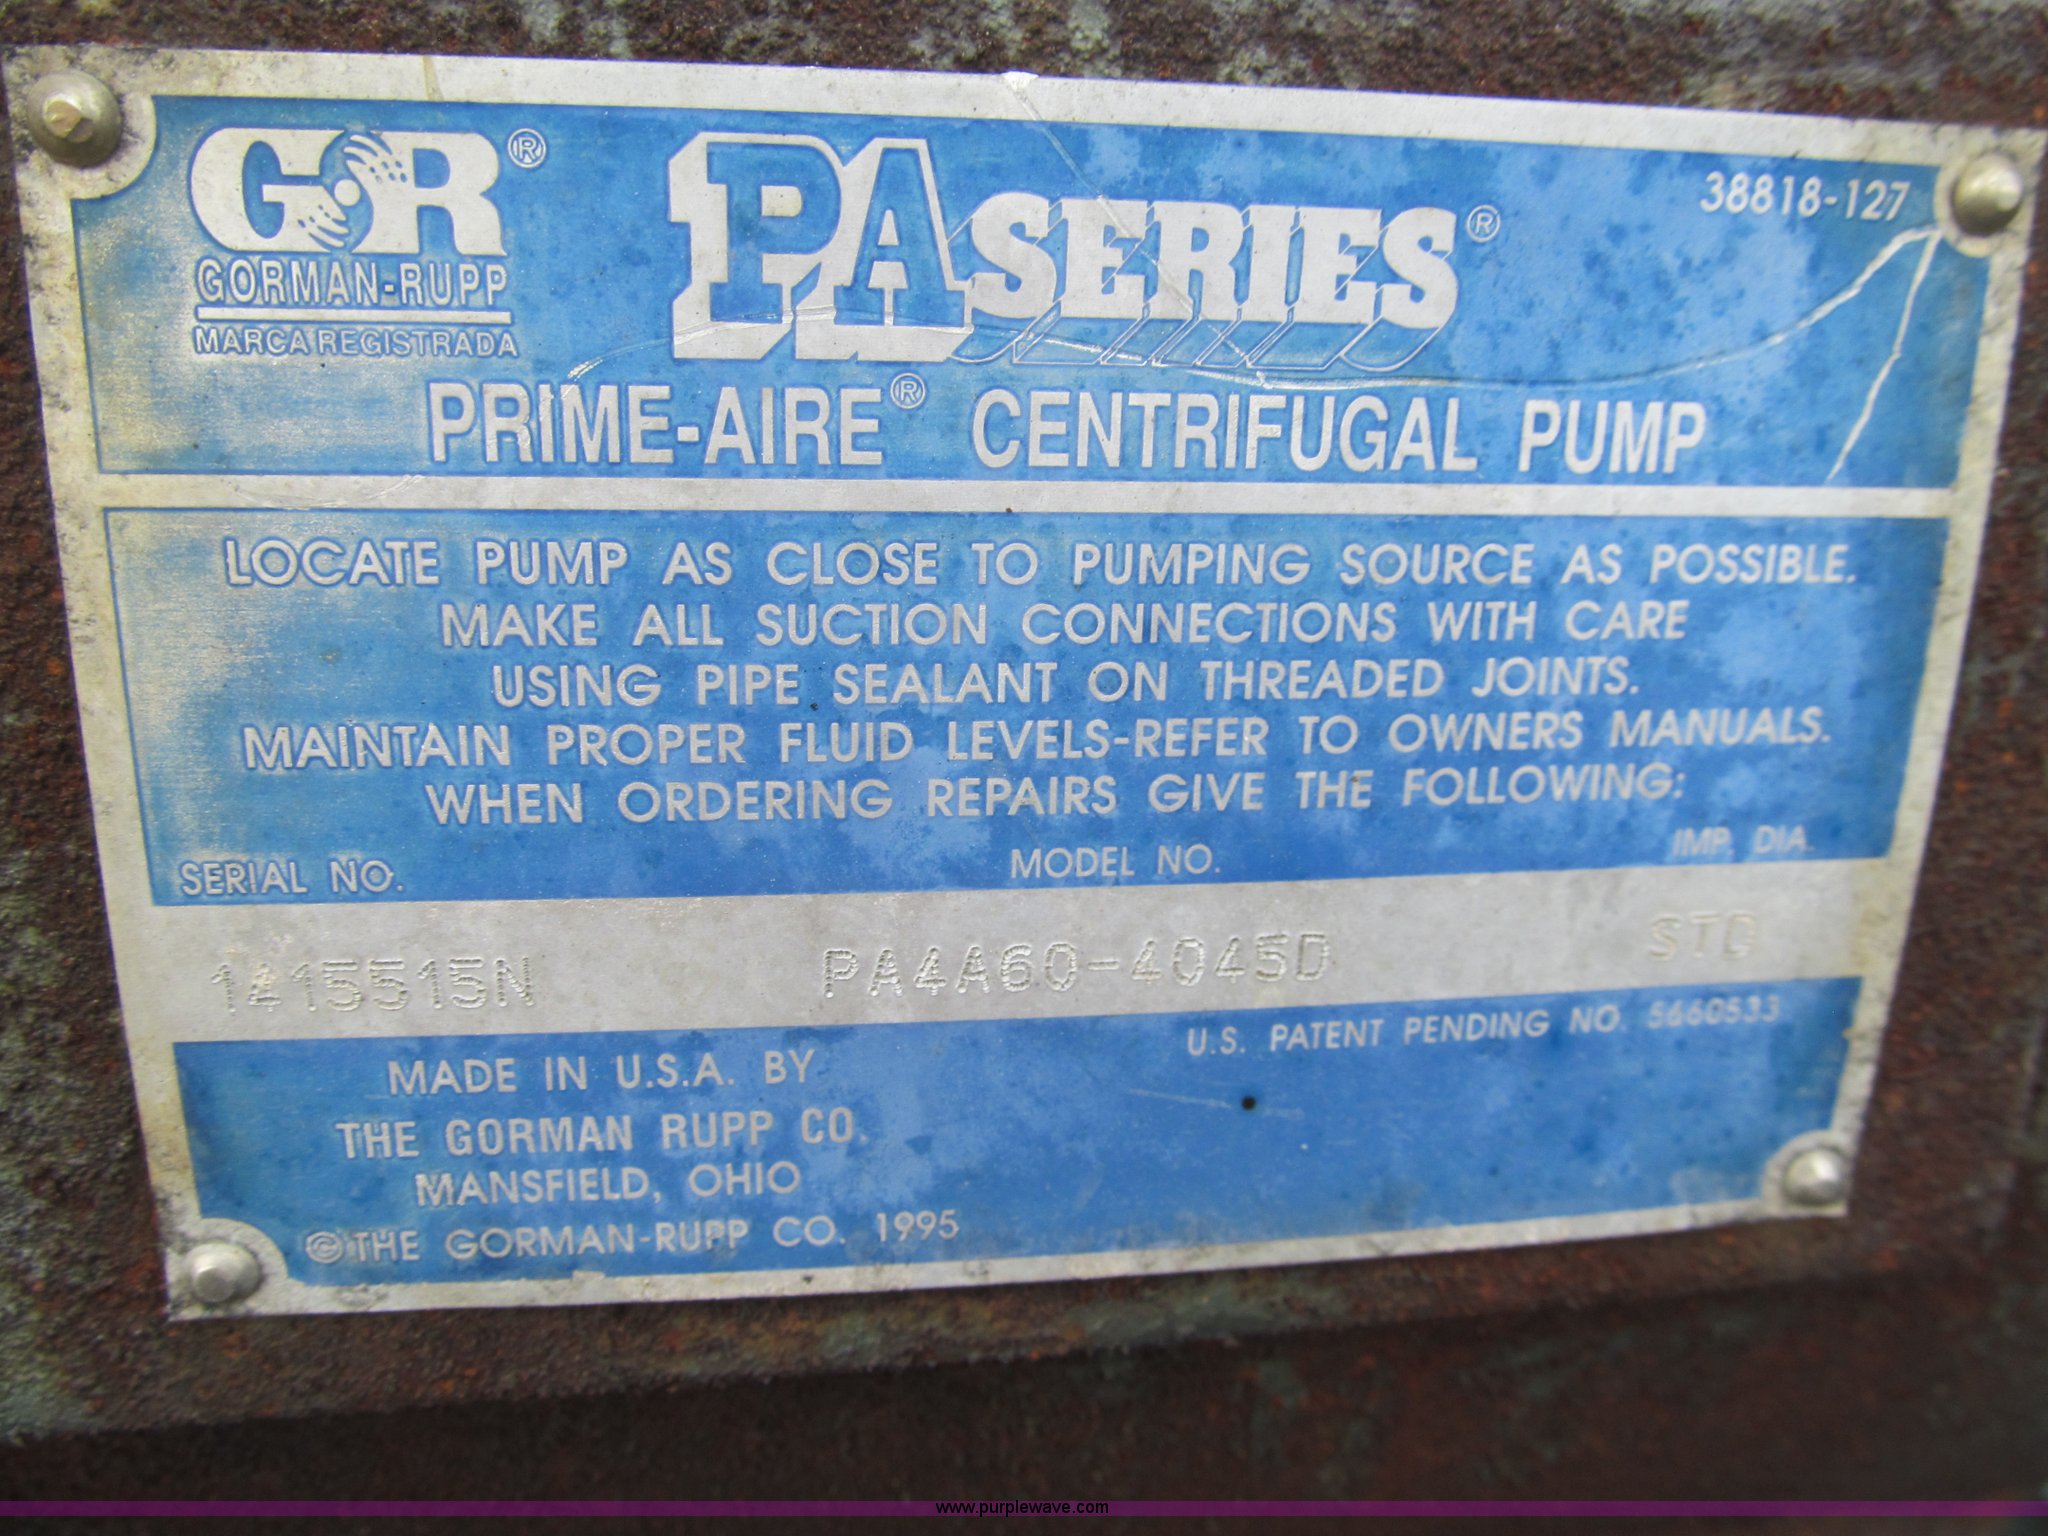 GR®
GORMAN-RUPP
MARCA REGISTRADA
PA SERIES®
38818-127
PRIME-AIRE® CENTRIFUGAL PUMP
LOCATE PUMP AS CLOSE TO PUMPING SOURCE AS POSSIBLE.
MAKE ALL SUCTION CONNECTIONS WITH CARE
USING PIPE SEALANT ON THREADED JOINTS.
MAINTAIN PROPER FLUID LEVELS-REFER TO OWNERS MANUALS.
WHEN ORDERING REPAIRS GIVE THE FOLLOWING:
SERIAL NO. MODEL NO. IMP. DIA.
1415515N PA4A60-4045D STD
U.S. PATENT PENDING NO. 5660533
MADE IN U.S.A. BY
THE GORMAN RUPP CO.
MANSFIELD, OHIO
©THE GORMAN-RUPP CO. 1995
www.purplewave.com